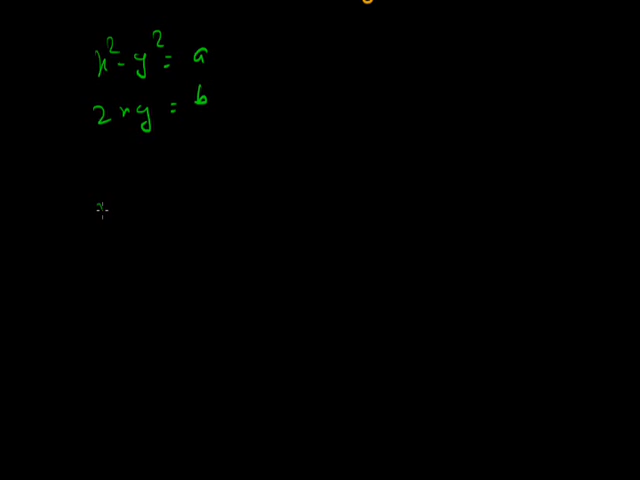 x² - y² = a
2xy = b